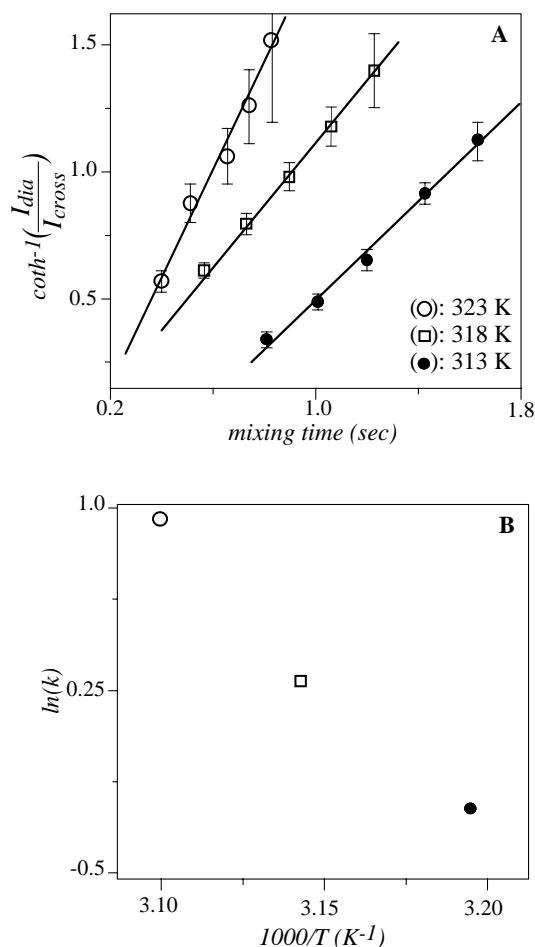 A
1.5
1.0
0.5
coth-1(Idia/Icross)
(○): 323 K
(□): 318 K
(●): 313 K
0.2
1.0
1.8
mixing time (sec)
B
1.0
0.25
-0.5
ln(k)
3.10
3.15
3.20
1000/T (K-1)